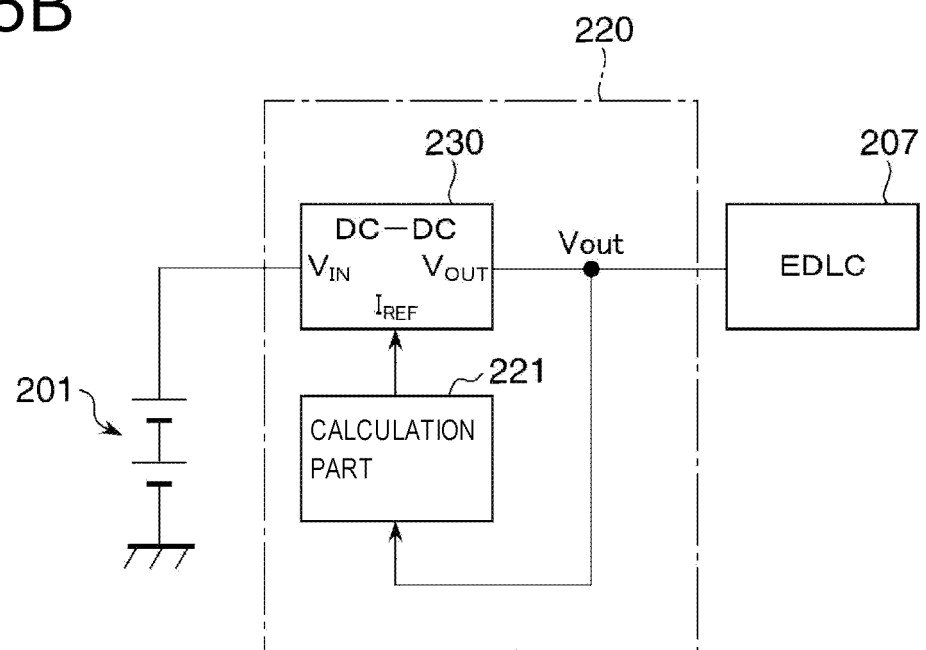 5B
220
230
207
DC-DC
Vout
VIN
VOUT
EDLC
IREF
221
201
CALCULATION
PART